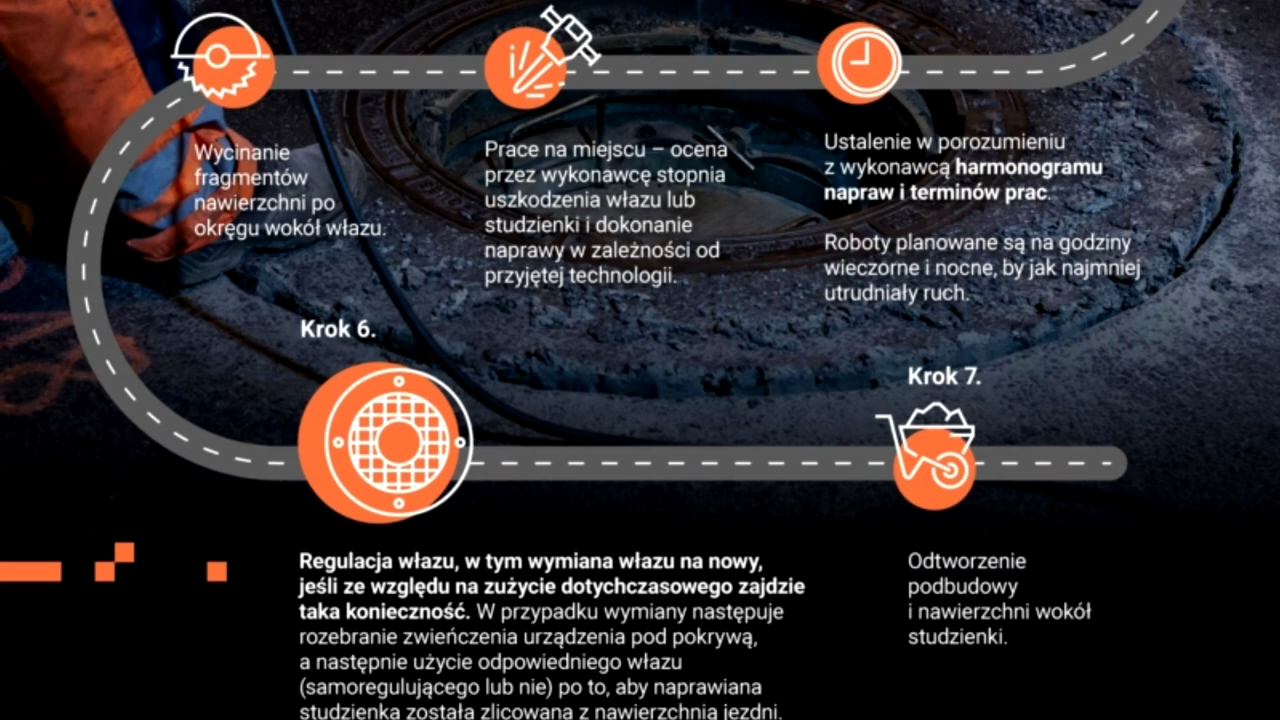 Wycinanie
fragmentów
nawierzchni po
okręgu wokół włazu.
Prace na miejscu – ocena
przez wykonawcę stopnia
uszkodzenia włazu lub
studzienki i dokonanie
naprawy w zależności od
przyjętej technologii.
Ustalenie w porozumieniu
z wykonawcą harmonogramu
napraw i terminów prac.
Roboty planowane są na godziny
wieczorne i nocne, by jak najmniej
utrudniały ruch.
Krok 6.
Regulacja włazu, w tym wymiana włazu na nowy,
jeśli ze względu na zużycie dotychczasowego zajdzie
taka konieczność. W przypadku wymiany następuje
rozebranie zwieńczenia urządzenia pod pokrywą,
a następnie użycie odpowiedniego włazu
(samoregulującego lub nie) po to, aby naprawiana
studzienka została zlicowana z nawierzchnią jezdni.
Krok 7.
Odtworzenie
podbudowy
i nawierzchni wokół
studzienki.